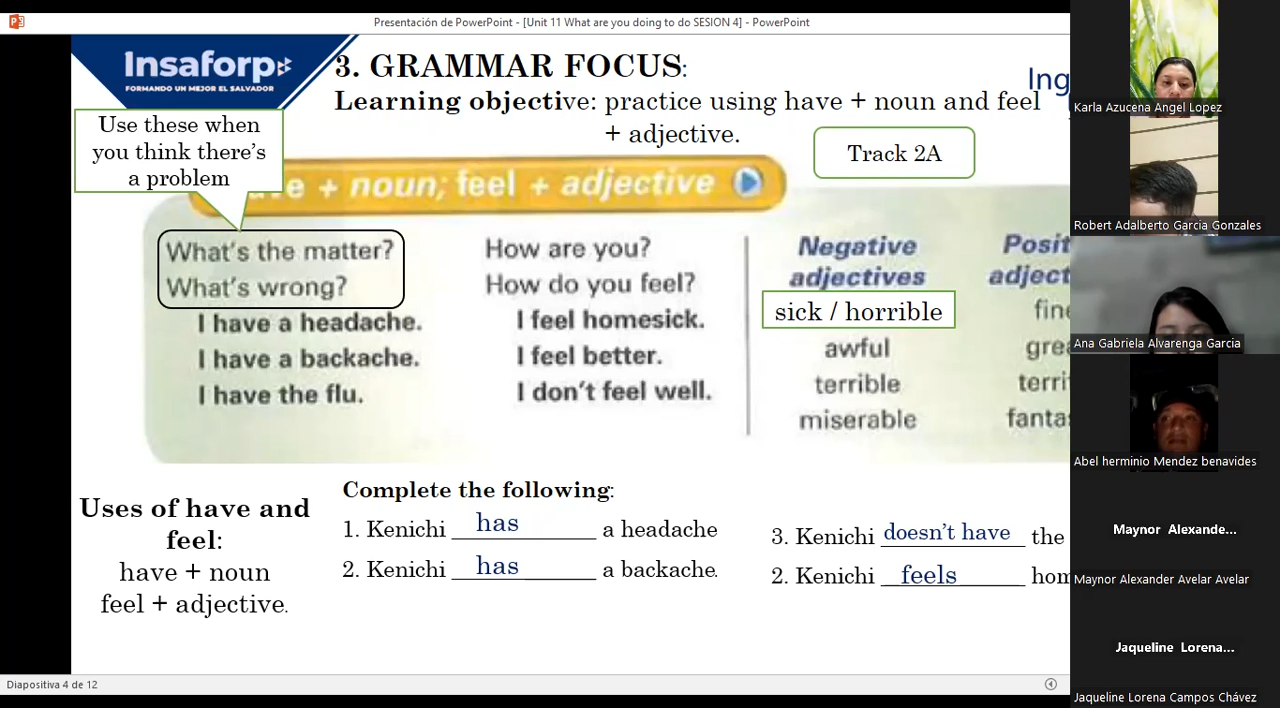 Presentación de PowerPoint - [Unit 11 What are you doing to do SESION 4] - PowerPoint
Insaforp
FORMANDO UN MEJOR EL SALVADOR
3. GRAMMAR FOCUS:
Ing
Learning objective: practice using have + noun and feel
+ adjective.
Use these when
you think there's
a problem
Track 2A
+ noun; feel + adjective
What's the matter?
What's wrong?
I have a headache.
I have a backache.
I have the flu.
How are you?
How do you feel?
I feel homesick.
I feel better.
I don't feel well.
Negative
adjectives
sick / horrible
awful
terrible
miserable
Posit
adject
fine
grea
terri
fantas
Uses of have and
feel:
have + noun
feel + adjective.
Complete the following:
1. Kenichi has a headache
2. Kenichi has a backache.
3. Kenichi doesn't have the
2. Kenichi feels hom
Diapositiva 4 de 12
Karla Azucena Angel Lopez
Robert Adalberto Garcia Gonzales
Ana Gabriela Alvarenga Garcia
Abel herminio Mendez benavides
Maynor Alexande...
Maynor Alexander Avelar Avelar
Jaqueline Lorena...
Jaqueline Lorena Campos Chávez